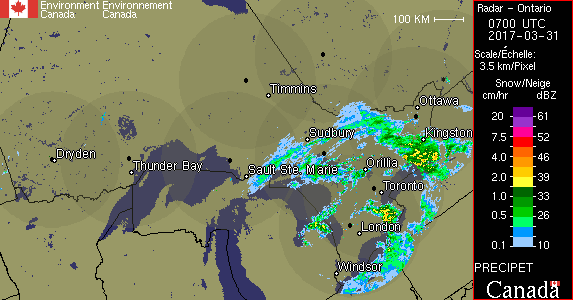 Environment Environnement
Canada Canada
100 KM
Radar - Ontario
0700 UTC
2017-03-31
Scale/Échelle:
3.5 km/Pixel
Snow/Neige
cm/hr dBZ
20 61
7.5 52
4.0 46
2.0 39
1.0 33
0.5 26
0.1 10
PRECIPET
Canada
Timmins
Ottawa
Sudbury
Kingston
Dryden
Thunder Bay
Sault Ste. Marie
Orillia
Toronto
London
Windsor